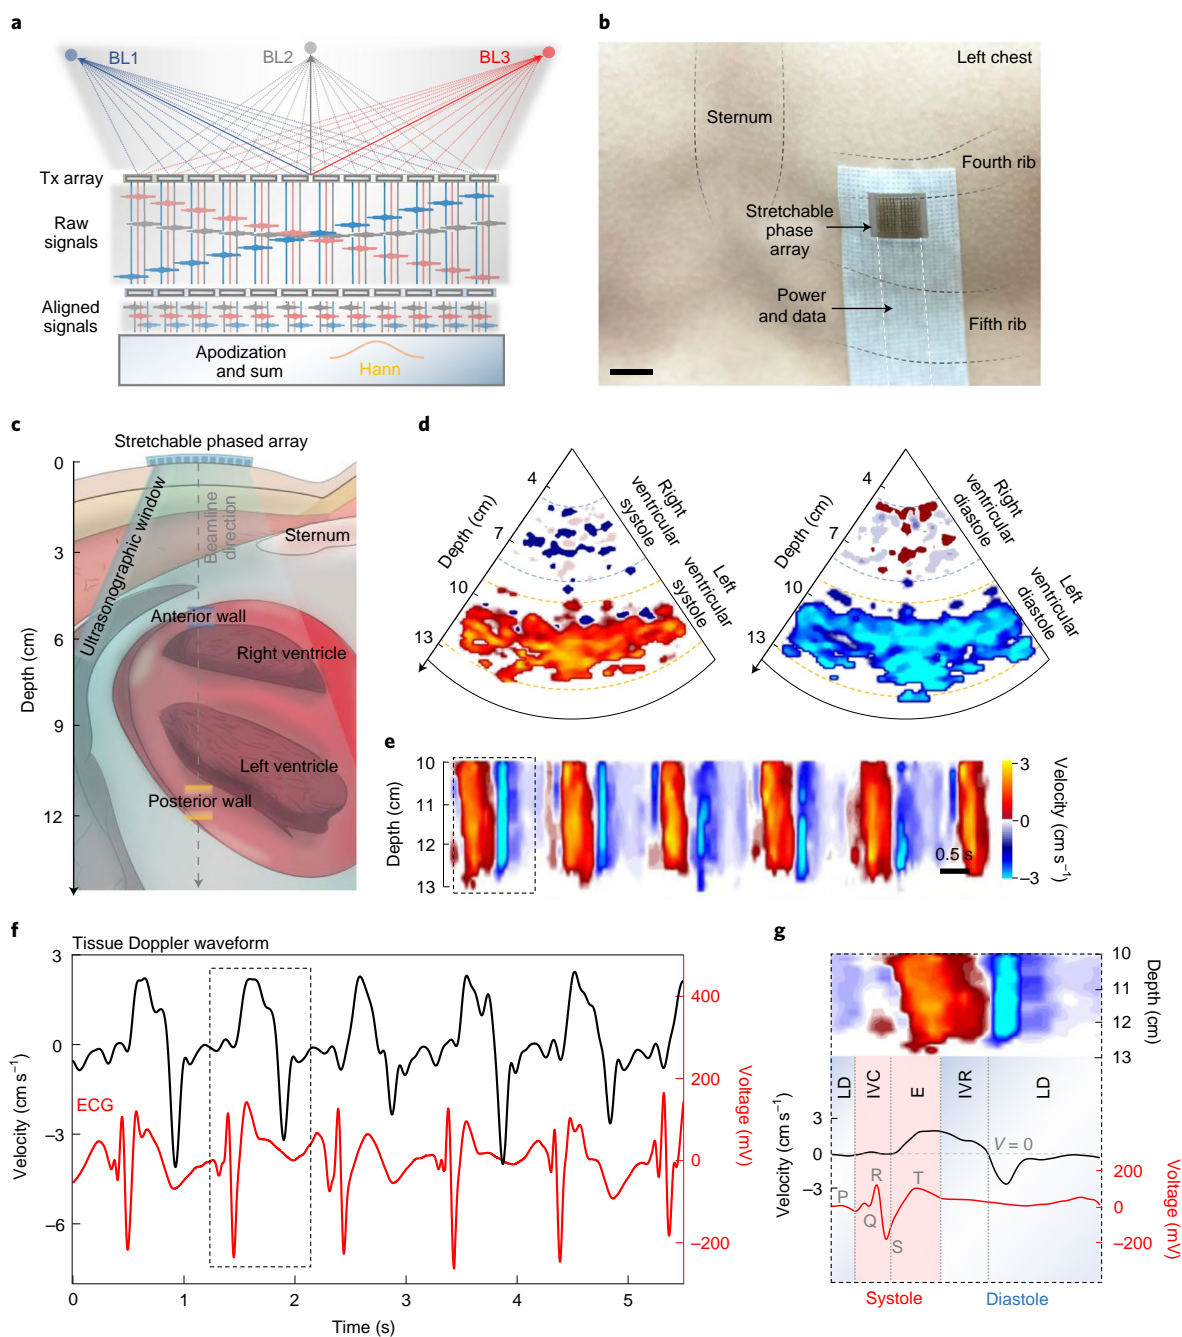 a
BL1
BL2
BL3
Tx array
Raw
signals
Aligned
signals
Apodization
and sum
Hann
b
Left chest
Sternum
Fourth rib
Stretchable
phase
array
Power
and data
Fifth rib
c
Stretchable phased array
0
3
6
9
12
Depth (cm)
Ultrasonographic window
Beamline
direction
Sternum
Anterior wall
Right ventricle
Left ventricle
Posterior wall
d
4
7
10
13
Depth (cm)
Right
ventricular
systole
Left
ventricular
systole
4
7
10
13
Depth (cm)
Right
ventricular
diastole
Left
ventricular
diastole
e
10
11
12
13
Depth (cm)
0.5 s
3
0
–3
Velocity (cm s⁻¹)
f
Tissue Doppler waveform
3
0
–3
–6
Velocity (cm s⁻¹)
ECG
400
200
0
–200
Voltage (mV)
0
1
2
3
4
5
Time (s)
g
10
11
12
13
Depth (cm)
LD
IVC
E
IVR
LD
3
0
–3
Velocity (cm s⁻¹)
V = 0
P
Q
R
S
T
200
0
–200
Voltage (mV)
Systole
Diastole